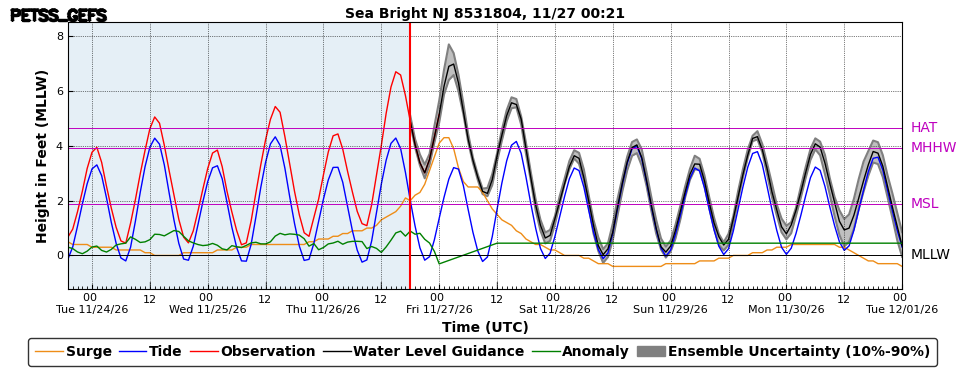 PETSS_GEFS
Sea Bright NJ 8531804, 11/27 00:21
Height in Feet (MLLW)
8
6
4
2
0
HAT
MHHW
MSL
MLLW
00 12 00 12 00 12 00 12 00 12 00 12 00 12 00
Tue 11/24/26 Wed 11/25/26 Thu 11/26/26 Fri 11/27/26 Sat 11/28/26 Sun 11/29/26 Mon 11/30/26 Tue 12/01/26
Time (UTC)
Surge Tide Observation Water Level Guidance Anomaly Ensemble Uncertainty (10%-90%)